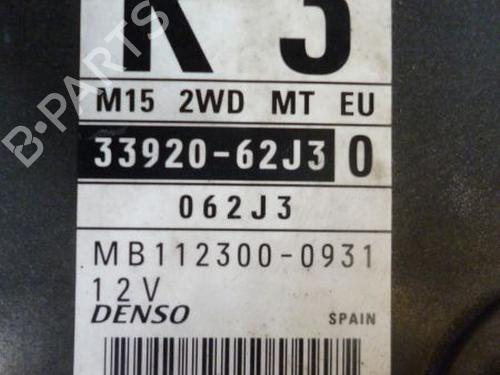 K 3
M15 2WD MT EU
33920-62J3 0
062J3
MB112300-0931
12V
DENSO SPAIN
B-PARTS